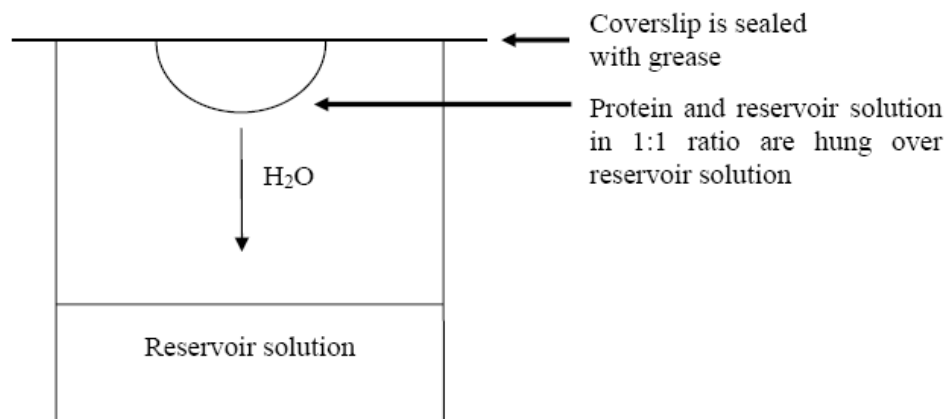 Coverslip is sealed
with grease
Protein and reservoir solution
in 1:1 ratio are hung over
reservoir solution
H₂O
Reservoir solution